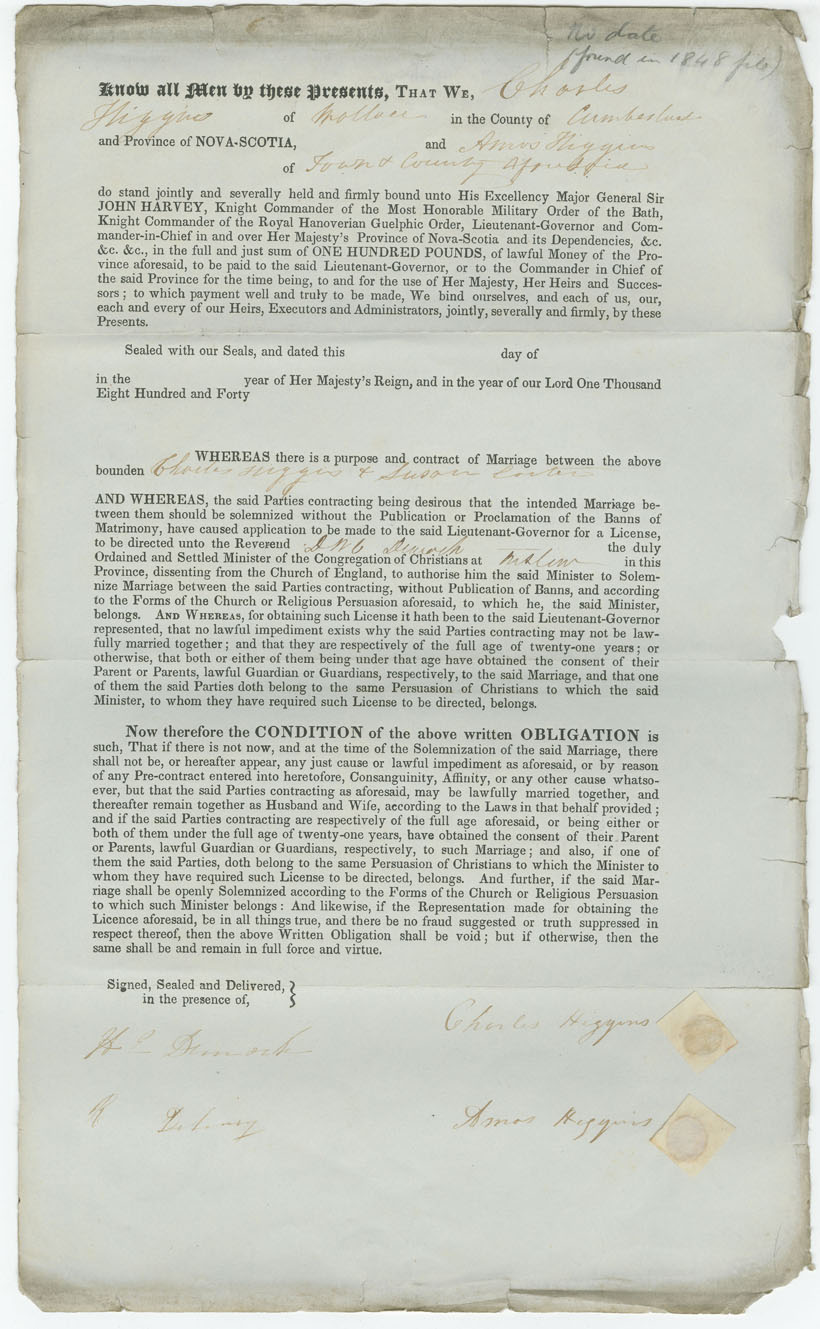 No date
(found in 1848 file)
Know all Men by these Presents, THAT WE, Charles
Higgins of Wallace in the County of Cumberland
and Province of NOVA-SCOTIA, and Amos Higgins
of Town & County Aforesaid
do stand jointly and severally held and firmly bound unto His Excellency Major General Sir
JOHN HARVEY, Knight Commander of the Most Honorable Military Order of the Bath,
Knight Commander of the Royal Hanoverian Guelphic Order, Lieutenant-Governor and Com-
mander-in-Chief in and over Her Majesty's Province of Nova-Scotia and its Dependencies, &c.
&c. &c., in the full and just sum of ONE HUNDRED POUNDS, of lawful Money of the Pro-
vince aforesaid, to be paid to the said Lieutenant-Governor, or to the Commander in Chief of
the said Province for the time being, to and for the use of Her Majesty, Her Heirs and Succes-
sors ; to which payment well and truly to be made, We bind ourselves, and each of us, our,
each and every of our Heirs, Executors and Administrators, jointly, severally and firmly, by these
Presents.
Sealed with our Seals, and dated this day of
in the year of Her Majesty's Reign, and in the year of our Lord One Thousand
Eight Hundred and Forty
WHEREAS there is a purpose and contract of Marriage between the above
bounden Charles Higgins & Susan
AND WHEREAS, the said Parties contracting being desirous that the intended Marriage be-
tween them should be solemnized without the Publication or Proclamation of the Banns of
Matrimony, have caused application to be made to the said Lieutenant-Governor for a License,
to be directed unto the Reverend D W C Dimock the duly
Ordained and Settled Minister of the Congregation of Christians at Onslow in this
Province, dissenting from the Church of England, to authorise him the said Minister to Solem-
nize Marriage between the said Parties contracting, without Publication of Banns, and according
to the Forms of the Church or Religious Persuasion aforesaid, to which he, the said Minister,
belongs. AND WHEREAS, for obtaining such License it hath been to the said Lieutenant-Governor
represented, that no lawful impediment exists why the said Parties contracting may not be law-
fully married together ; and that they are respectively of the full age of twenty-one years ; or
otherwise, that both or either of them being under that age have obtained the consent of their
Parent or Parents, lawful Guardian or Guardians, respectively, to the said Marriage, and that one
of them the said Parties doth belong to the same Persuasion of Christians to which the said
Minister, to whom they have required such License to be directed, belongs.
Now therefore the CONDITION of the above written OBLIGATION is
such, That if there is not now, and at the time of the Solemnization of the said Marriage, there
shall not be, or hereafter appear, any just cause or lawful impediment as aforesaid, or by reason
of any Pre-contract entered into heretofore, Consanguinity, Affinity, or any other cause whatso-
ever, but that the said Parties contracting as aforesaid, may be lawfully married together, and
thereafter remain together as Husband and Wife, according to the Laws in that behalf provided ;
and if the said Parties contracting are respectively of the full age aforesaid, or being either or
both of them under the full age of twenty-one years, have obtained the consent of their Parent
or Parents, lawful Guardian or Guardians, respectively, to such Marriage ; and also, if one of
them the said Parties, doth belong to the same Persuasion of Christians to which the Minister to
whom they have required such License to be directed, belongs. And further, if the said Mar-
riage shall be openly Solemnized according to the Forms of the Church or Religious Persuasion
to which such Minister belongs : And likewise, if the Representation made for obtaining the
Licence aforesaid, be in all things true, and there be no fraud suggested or truth suppressed in
respect thereof, then the above Written Obligation shall be void ; but if otherwise, then the
same shall be and remain in full force and virtue.
Signed, Sealed and Delivered, }
in the presence of,
Charles Higgins
Wm Dimock
Amos Higgins